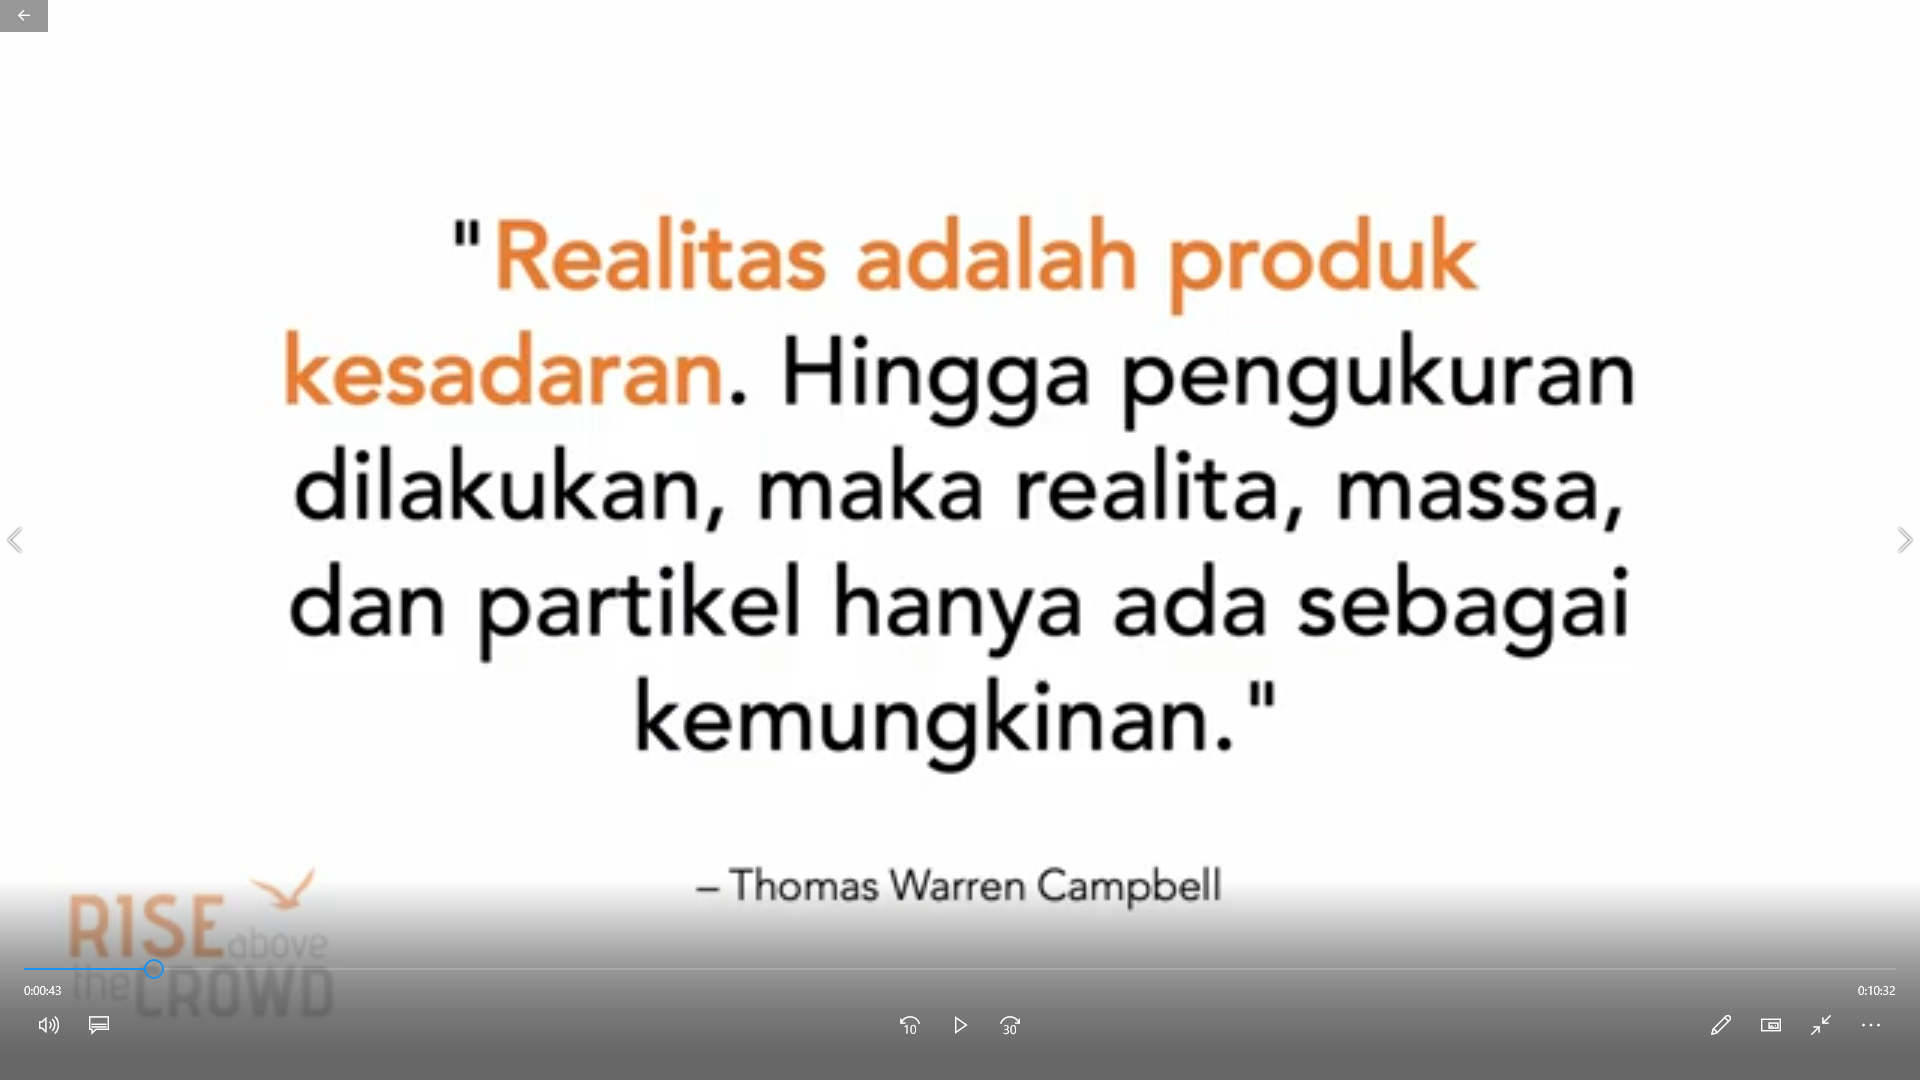 "Realitas adalah produk
kesadaran. Hingga pengukuran
dilakukan, maka realita, massa,
dan partikel hanya ada sebagai
kemungkinan."
– Thomas Warren Campbell
RISE above
the CROWD
0:00:43
0:10:32
10
30